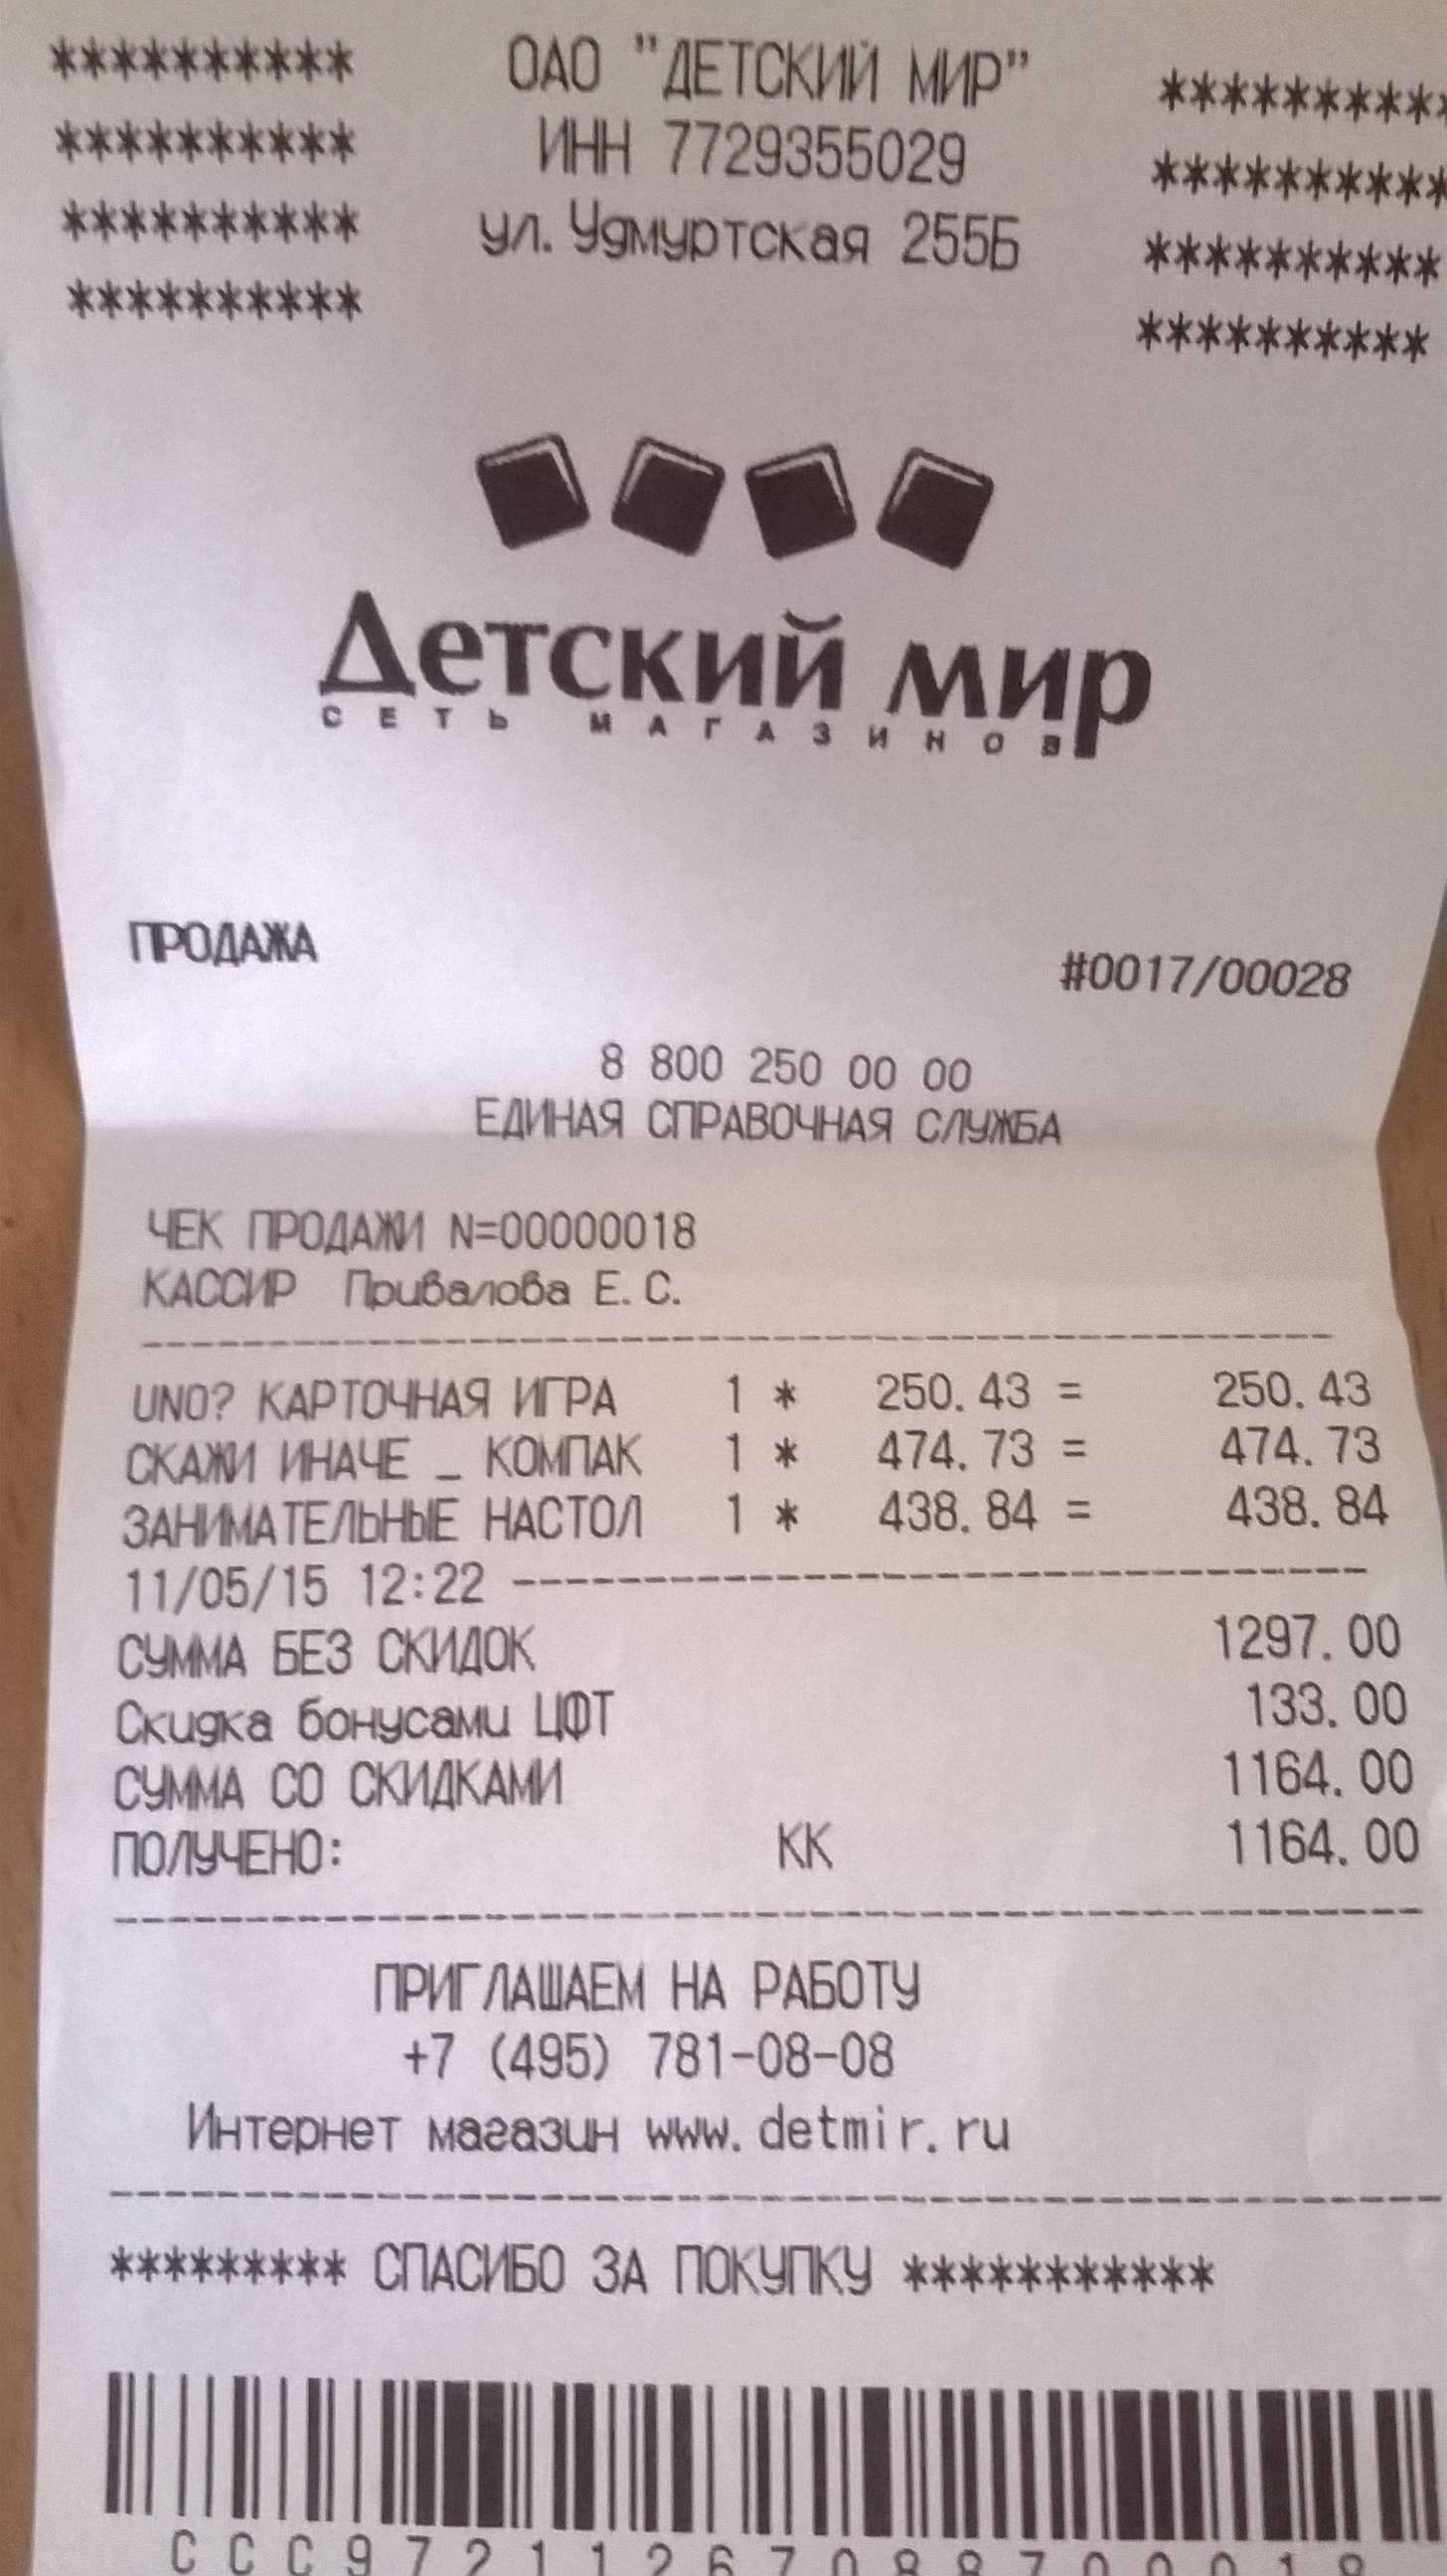 ********** ОАО "ДЕТСКИЙ МИР" **********
********** ИНН 7729355029 **********
********** ул. Удмуртская 255Б **********
********** **********
Детский мир
СЕТЬ МАГАЗИНОВ
ПРОДАЖА #0017/00028
8 800 250 00 00
ЕДИНАЯ СПРАВОЧНАЯ СЛУЖБА
ЧЕК ПРОДАЖИ N=00000018
КАССИР Привалова Е.С.
UNO? КАРТОЧНАЯ ИГРА 1 * 250.43 = 250.43
СКАЖИ ИНАЧЕ _ КОМПАК 1 * 474.73 = 474.73
ЗАНИМАТЕЛЬНЫЕ НАСТОЛ 1 * 438.84 = 438.84
11/05/15 12:22
СУММА БЕЗ СКИДОК 1297.00
Скидка бонусами ЦФТ 133.00
СУММА СО СКИДКАМИ 1164.00
ПОЛУЧЕНО: КК 1164.00
ПРИГЛАШАЕМ НА РАБОТУ
+7 (495) 781-08-08
Интернет магазин www.detmir.ru
********* СПАСИБО ЗА ПОКУПКУ ***********